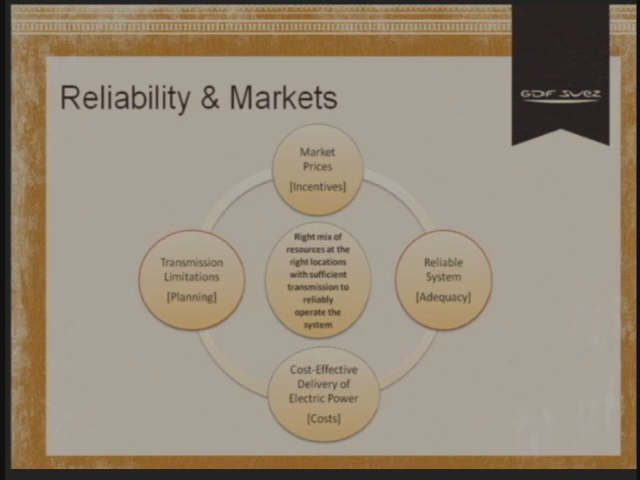 GDF SUEZ
Reliability & Markets
Market
Prices
[Incentives]
Transmission
Limitations
[Planning]
Right mix of
resources at the
right locations
with sufficient
transmission to
reliably
operate the
system
Reliable
System
[Adequacy]
Cost-Effective
Delivery of
Electric Power
[Costs]